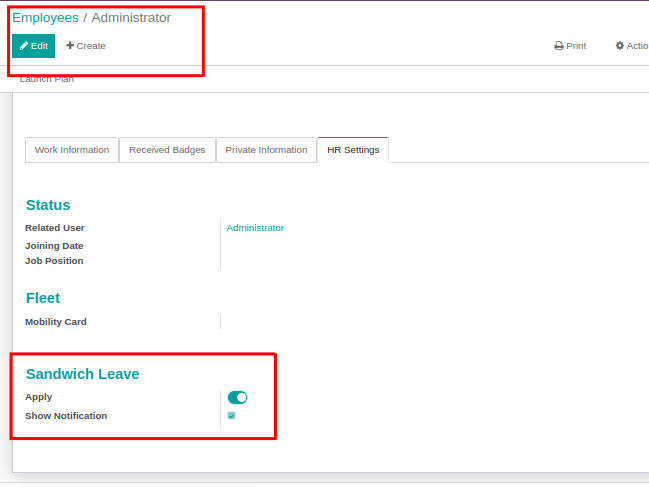 Employees / Administrator
Edit Create Print Actio
Launch Plan
Work Information Received Badges Private Information HR Settings
Status
Related User Administrator
Joining Date
Job Position
Fleet
Mobility Card
Sandwich Leave
Apply
Show Notification